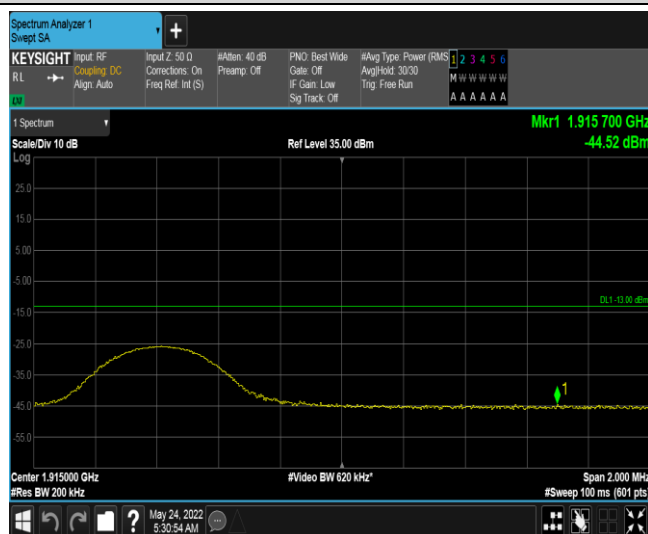 Spectrum Analyzer 1
Swept SA
+
KEYSIGHT
RL
LXI
Input: RF
Coupling: DC
Align: Auto
Input Z: 50 Ω
Corrections: On
Freq Ref: Int (S)
#Atten: 40 dB
Preamp: Off
PNO: Best Wide
Gate: Off
IF Gain: Low
Sig Track: Off
#Avg Type: Power (RMS
Avg|Hold: 30/30
Trig: Free Run
1 2 3 4 5 6
M W W W W W
A A A A A A
1 Spectrum
Mkr1 1.915 700 GHz
Scale/Div 10 dB
Ref Level 35.00 dBm
-44.52 dBm
Log
25.0
15.0
5.00
-5.00
DL1 -13.00 dBm
-15.0
-25.0
-35.0
1
-45.0
-55.0
Center 1.915000 GHz
#Video BW 620 kHz*
Span 2.000 MHz
#Res BW 200 kHz
#Sweep 100 ms (601 pts)
?
May 24, 2022
5:30:54 AM